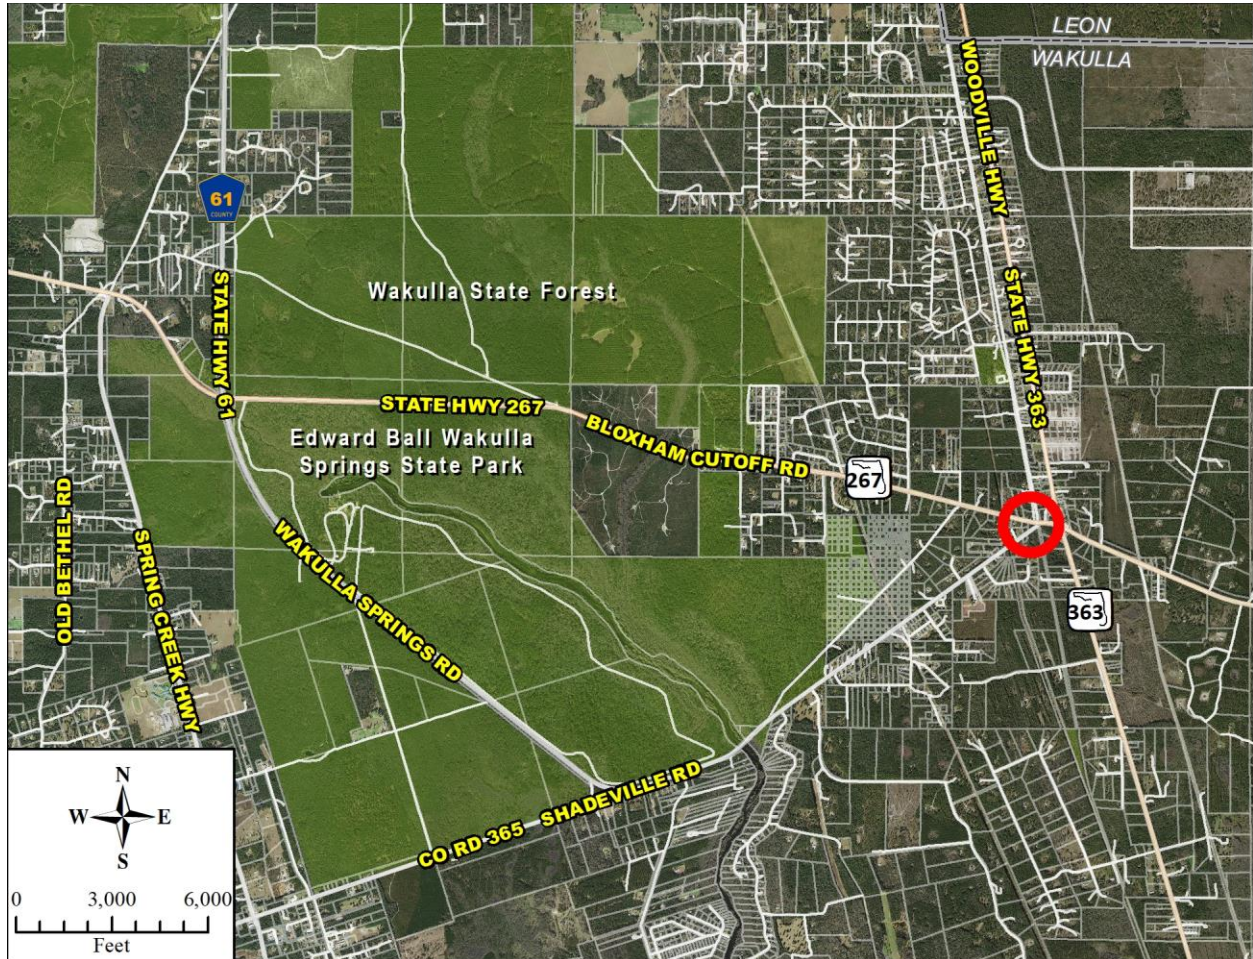 LEON
WAKULLA
WOODVILLE HWY
61
COUNTY
STATE HWY 61
Wakulla State Forest
STATE HWY 363
STATE HWY 267
BLOXHAM CUTOFF RD
Edward Ball Wakulla
Springs State Park
267
OLD BETHEL RD
SPRING CREEK HWY
WAKULLA SPRINGS RD
363
CO RD 365 SHADEVILLE RD
N
W E
S
0 3,000 6,000
Feet